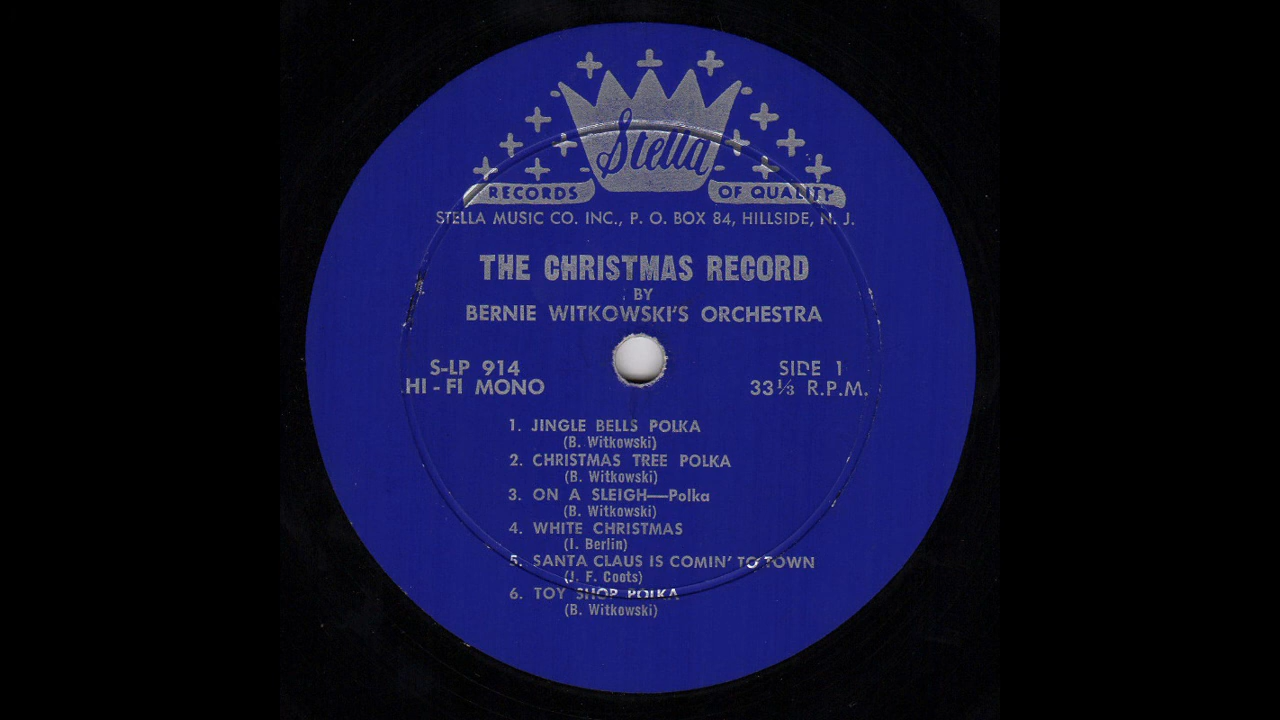 Stella
RECORDS OF QUALITY
STELLA MUSIC CO. INC., P. O. BOX 84, HILLSIDE, N. J.
THE CHRISTMAS RECORD
BY
BERNIE WITKOWSKI'S ORCHESTRA
S-LP 914 SIDE 1
HI-FI MONO 33⅓ R.P.M.
1. JINGLE BELLS POLKA
(B. Witkowski)
2. CHRISTMAS TREE POLKA
(B. Witkowski)
3. ON A SLEIGH—Polka
(B. Witkowski)
4. WHITE CHRISTMAS
(I. Berlin)
5. SANTA CLAUS IS COMIN' TO TOWN
(J. F. Coots)
6. TOY SHOP POLKA
(B. Witkowski)